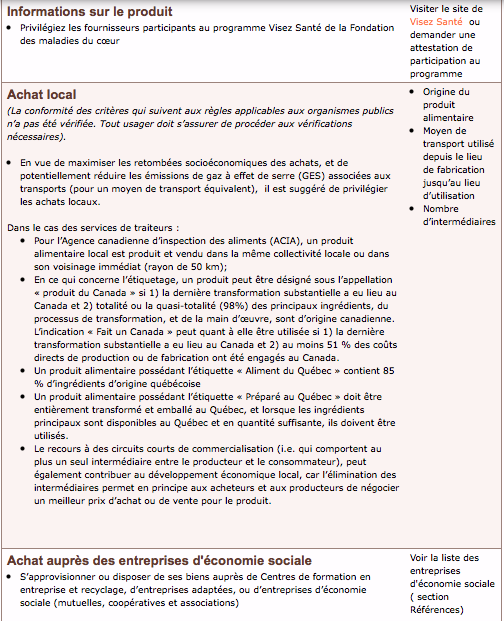 Informations sur le produit
• Privilégiez les fournisseurs participants au programme Visez Santé de la Fondation
des maladies du cœur
Visiter le site de
Visez Santé ou
demander une
attestation de
participation au
programme
Achat local
(La conformité des critères qui suivent aux règles applicables aux organismes publics
n'a pas été vérifiée. Tout usager doit s'assurer de procéder aux vérifications
nécessaires).
• En vue de maximiser les retombées socioéconomiques des achats, et de
potentiellement réduire les émissions de gaz à effet de serre (GES) associées aux
transports (pour un moyen de transport équivalent), il est suggéré de privilégier
les achats locaux.
Dans le cas des services de traiteurs :
• Pour l'Agence canadienne d'inspection des aliments (ACIA), un produit
alimentaire local est produit et vendu dans la même collectivité locale ou dans
son voisinage immédiat (rayon de 50 km);
• En ce qui concerne l'étiquetage, un produit peut être désigné sous l'appellation
« produit du Canada » si 1) la dernière transformation substantielle a eu lieu au
Canada et 2) totalité ou la quasi-totalité (98%) des principaux ingrédients, du
processus de transformation, et de la main d'œuvre, sont d'origine canadienne.
L'indication « Fait un Canada » peut quant à elle être utilisée si 1) la dernière
transformation substantielle a eu lieu au Canada et 2) au moins 51 % des coûts
directs de production ou de fabrication ont été engagés au Canada.
• Un produit alimentaire possédant l'étiquette « Aliment du Québec » contient 85
% d'ingrédients d'origine québécoise
• Un produit alimentaire possédant l'étiquette « Préparé au Québec » doit être
entièrement transformé et emballé au Québec, et lorsque les ingrédients
principaux sont disponibles au Québec et en quantité suffisante, ils doivent être
utilisés.
• Le recours à des circuits courts de commercialisation (i.e. qui comportent au
plus un seul intermédiaire entre le producteur et le consommateur), peut
également contribuer au développement économique local, car l'élimination des
intermédiaires permet en principe aux acheteurs et aux producteurs de négocier
un meilleur prix d'achat ou de vente pour le produit.
• Origine du
produit
alimentaire
• Moyen de
transport utilisé
depuis le lieu
de fabrication
jusqu'au lieu
d'utilisation
• Nombre
d'intermédiaires
Achat auprès des entreprises d'économie sociale
• S'approvisionner ou disposer de ses biens auprès de Centres de formation en
entreprise et recyclage, d'entreprises adaptées, ou d'entreprises d'économie
sociale (mutuelles, coopératives et associations)
Voir la liste des
entreprises
d'économie sociale
( section
Références)